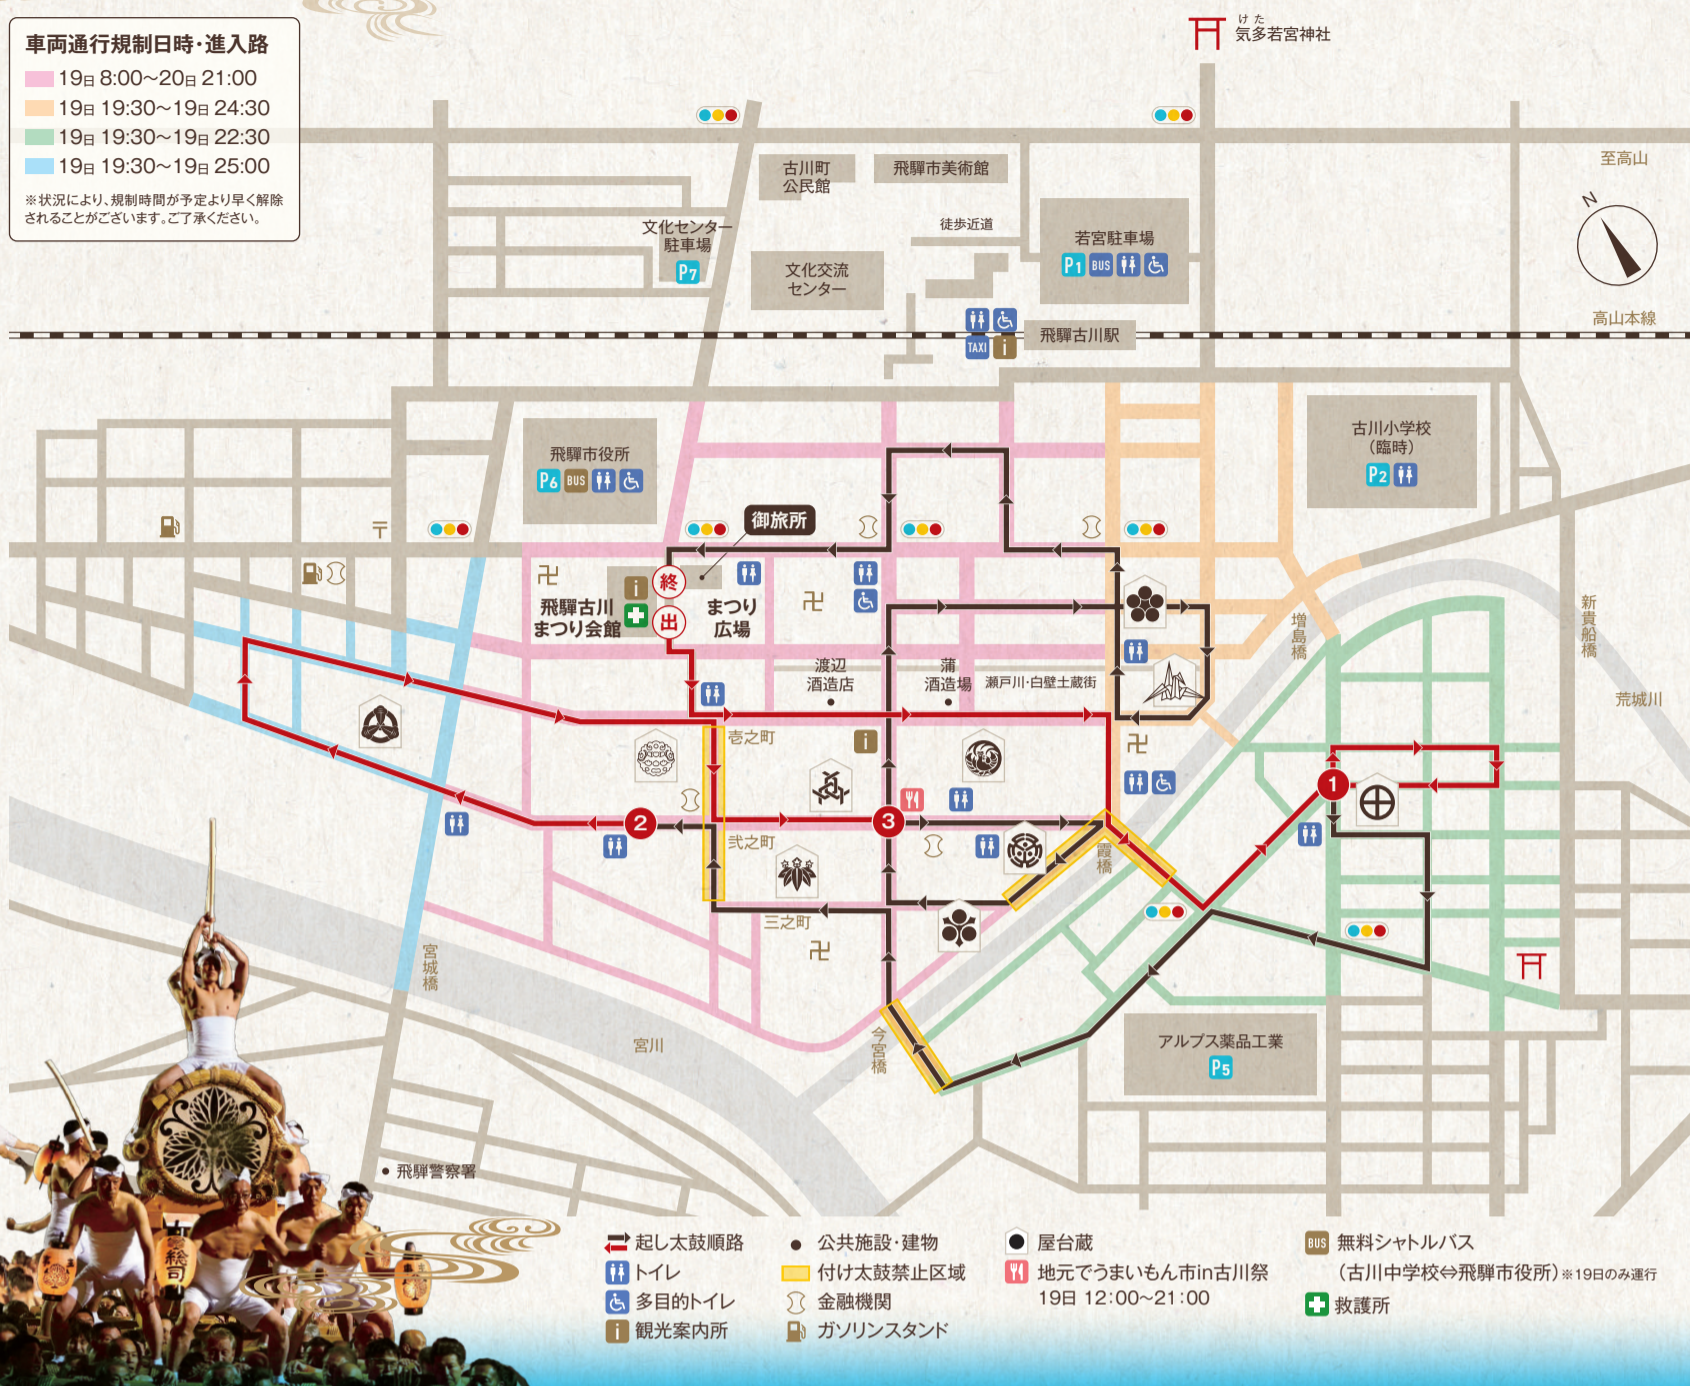 けた
気多若宮神社
車両通行規制日時・進入路
19日 8:00～20日 21:00
19日 19:30～19日 24:30
19日 19:30～19日 22:30
19日 19:30～19日 25:00
※状況により、規制時間が予定より早く解除
されることがございます。ご了承ください。
至高山
N
高山本線
古川町
公民館
飛騨市美術館
徒歩近道
文化センター
駐車場
P7
文化交流
センター
若宮駐車場
P1 BUS
TAXI i
飛騨古川駅
飛騨市役所
P6 BUS
古川小学校
（臨時）
P2
御旅所
〒
卍
終
i
飛騨古川
まつり会館
出
まつり
広場
卍
増島橋
新貴船橋
荒城川
渡辺
酒造店
蒲
酒造場
瀬戸川・白壁土蔵街
壱之町
i
卍
1
2
3
弐之町
霞橋
三之町
卍
宮城橋
宮川
今宮橋
アルプス薬品工業
P5
飛騨警察署
起し太鼓順路
トイレ
多目的トイレ
i 観光案内所
公共施設・建物
付け太鼓禁止区域
金融機関
ガソリンスタンド
屋台蔵
地元でうまいもん市in古川祭
19日 12:00～21:00
BUS 無料シャトルバス
（古川中学校⇔飛騨市役所）※19日のみ運行
救護所